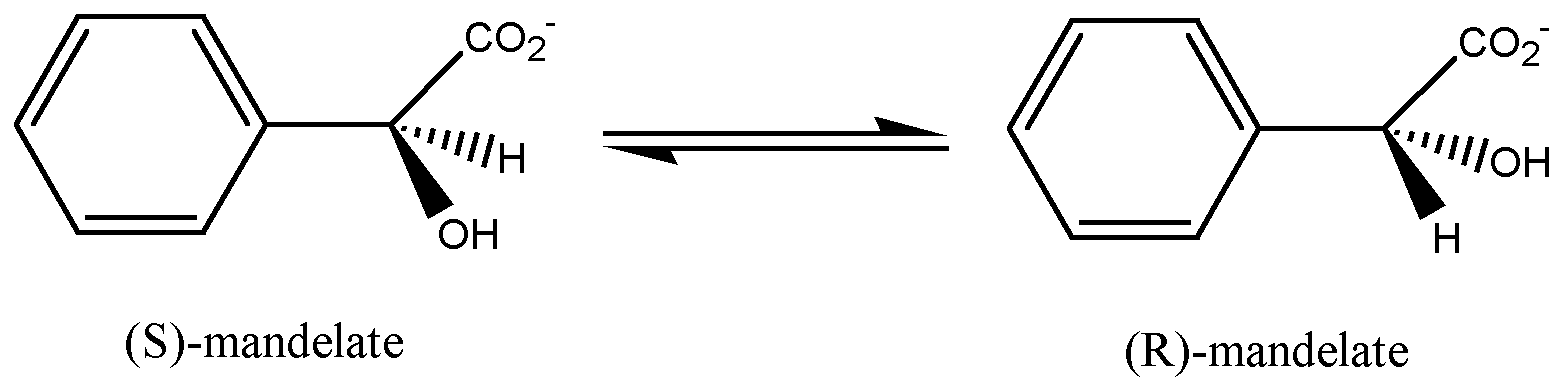 CO2- CO2-
H OH
OH H
(S)-mandelate (R)-mandelate